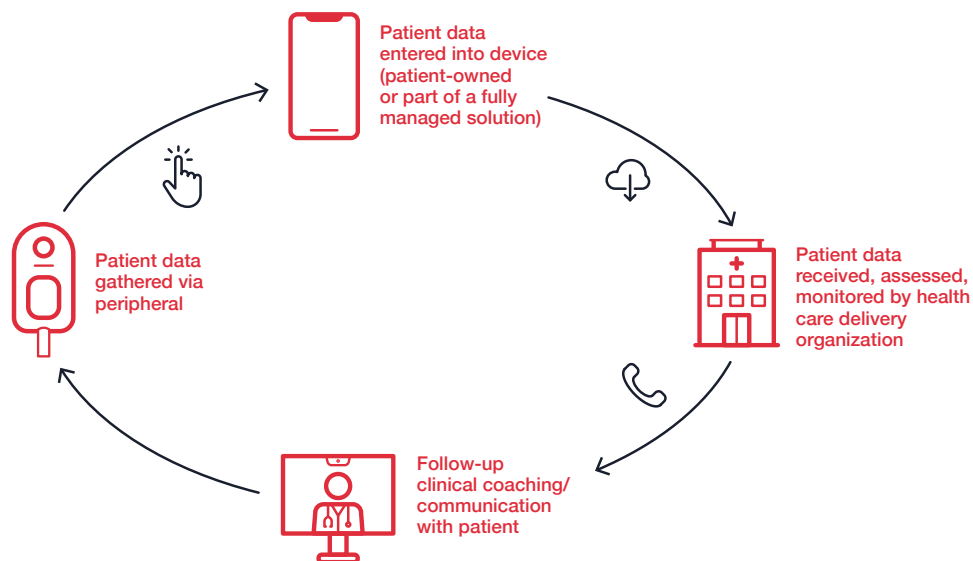 Patient data
entered into device
(patient-owned
or part of a fully
managed solution)
Patient data
received, assessed,
monitored by health
care delivery
organization
Follow-up
clinical coaching/
communication
with patient
Patient data
gathered via
peripheral